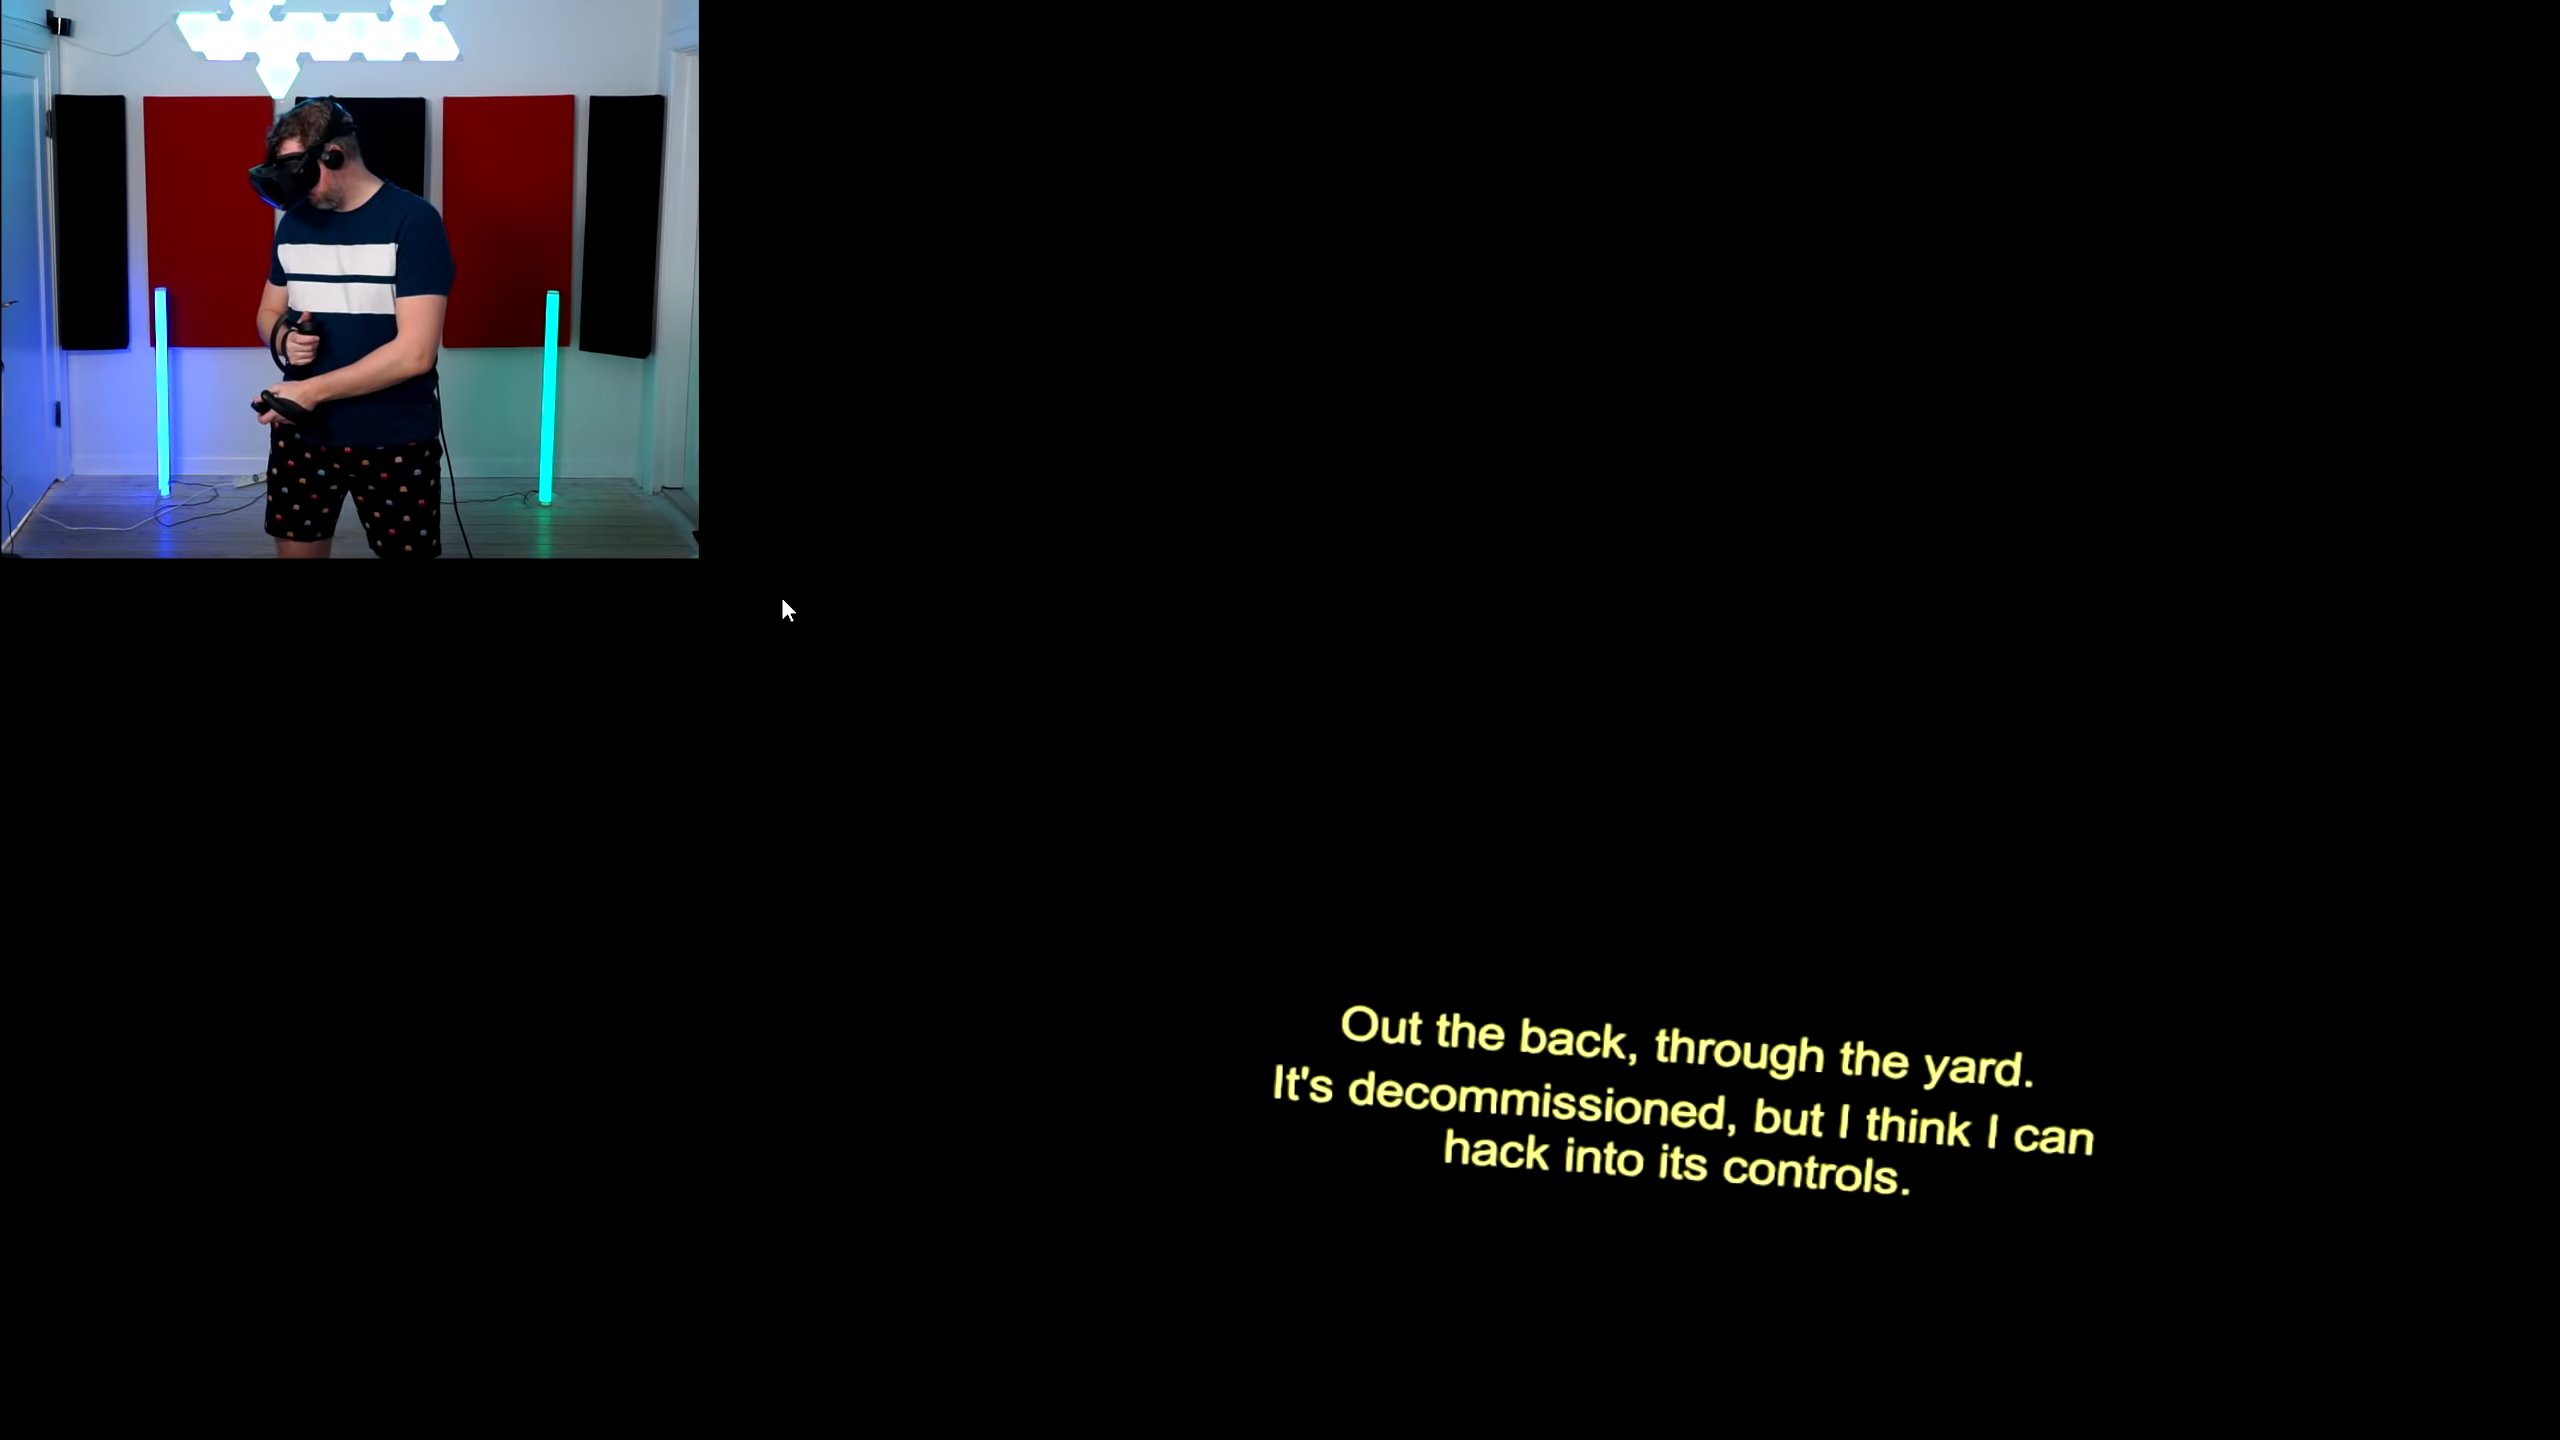 Out the back, through the yard.
It's decommissioned, but I think I can
hack into its controls.